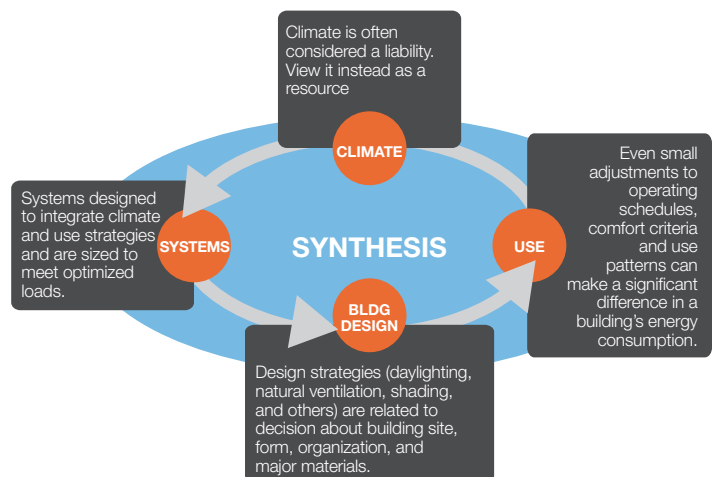 Climate is often
considered a liability.
View it instead as a
resource
CLIMATE
Even small
adjustments to
operating
schedules,
comfort criteria
and use
patterns can
make a significant
difference in a
building's energy
consumption.
USE
Systems designed
to integrate climate
and use strategies
and are sized to
meet optimized
loads.
SYSTEMS
SYNTHESIS
BLDG
DESIGN
Design strategies (daylighting,
natural ventilation, shading,
and others) are related to
decision about building site,
form, organization, and
major materials.